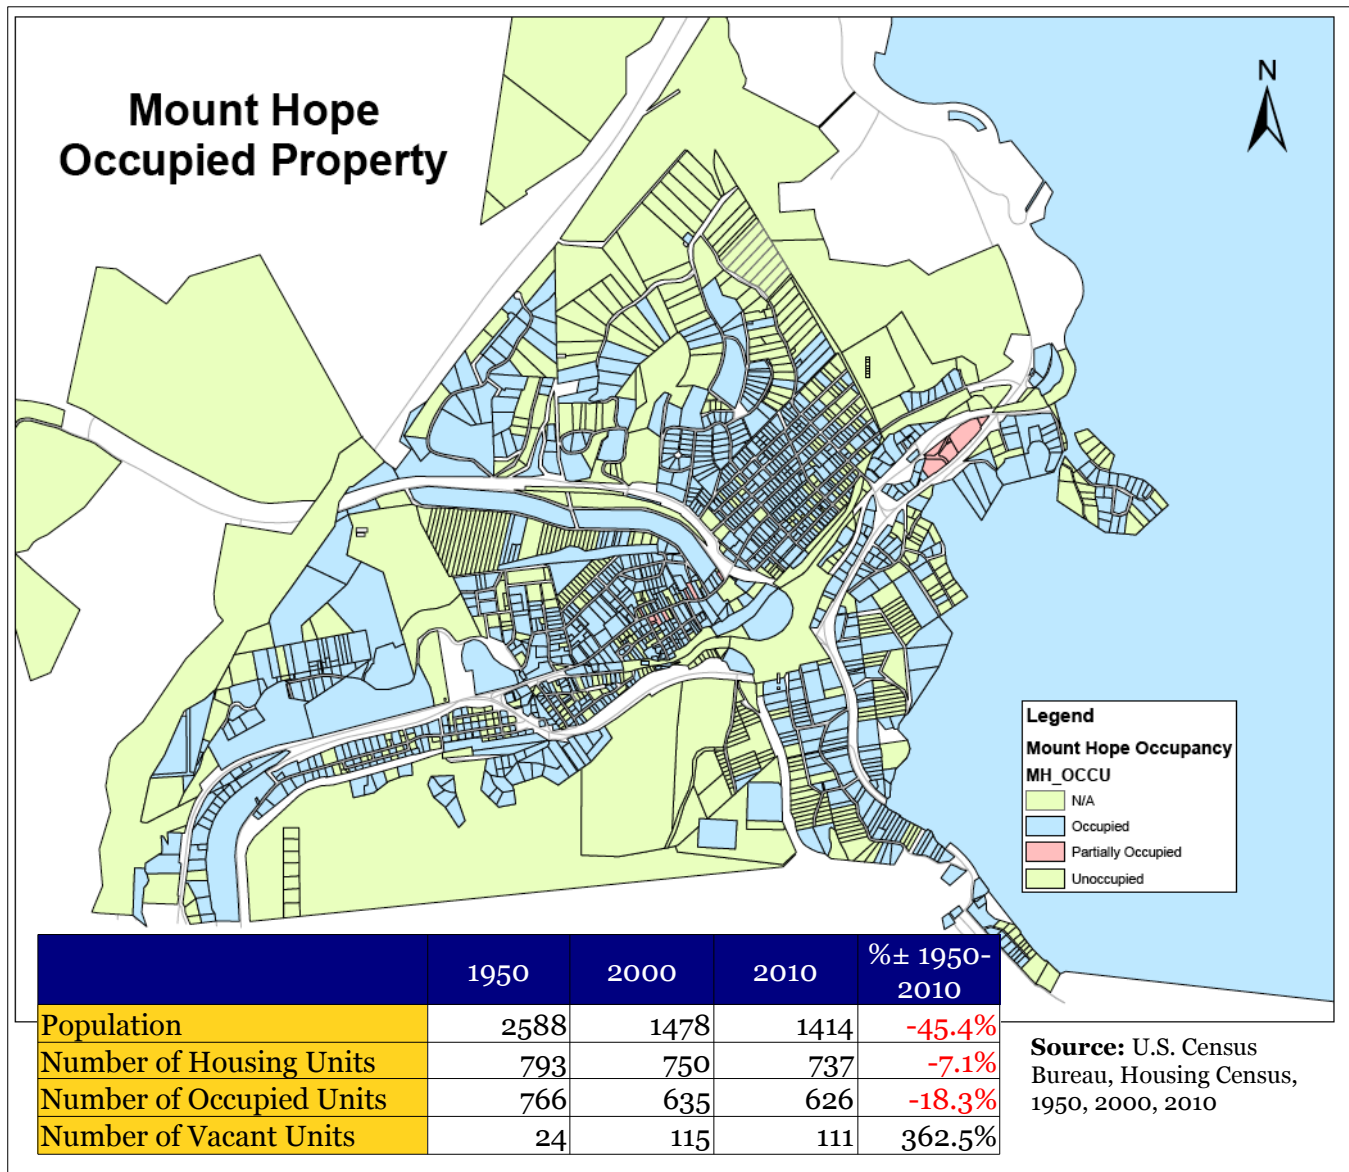 Mount Hope
Occupied Property
N
Legend
Mount Hope Occupancy
MH_OCCU
N/A
Occupied
Partially Occupied
Unoccupied
1950 2000 2010 %± 1950-
2010
Population 2588 1478 1414 -45.4%
Number of Housing Units 793 750 737 -7.1%
Number of Occupied Units 766 635 626 -18.3%
Number of Vacant Units 24 115 111 362.5%
Source: U.S. Census
Bureau, Housing Census,
1950, 2000, 2010